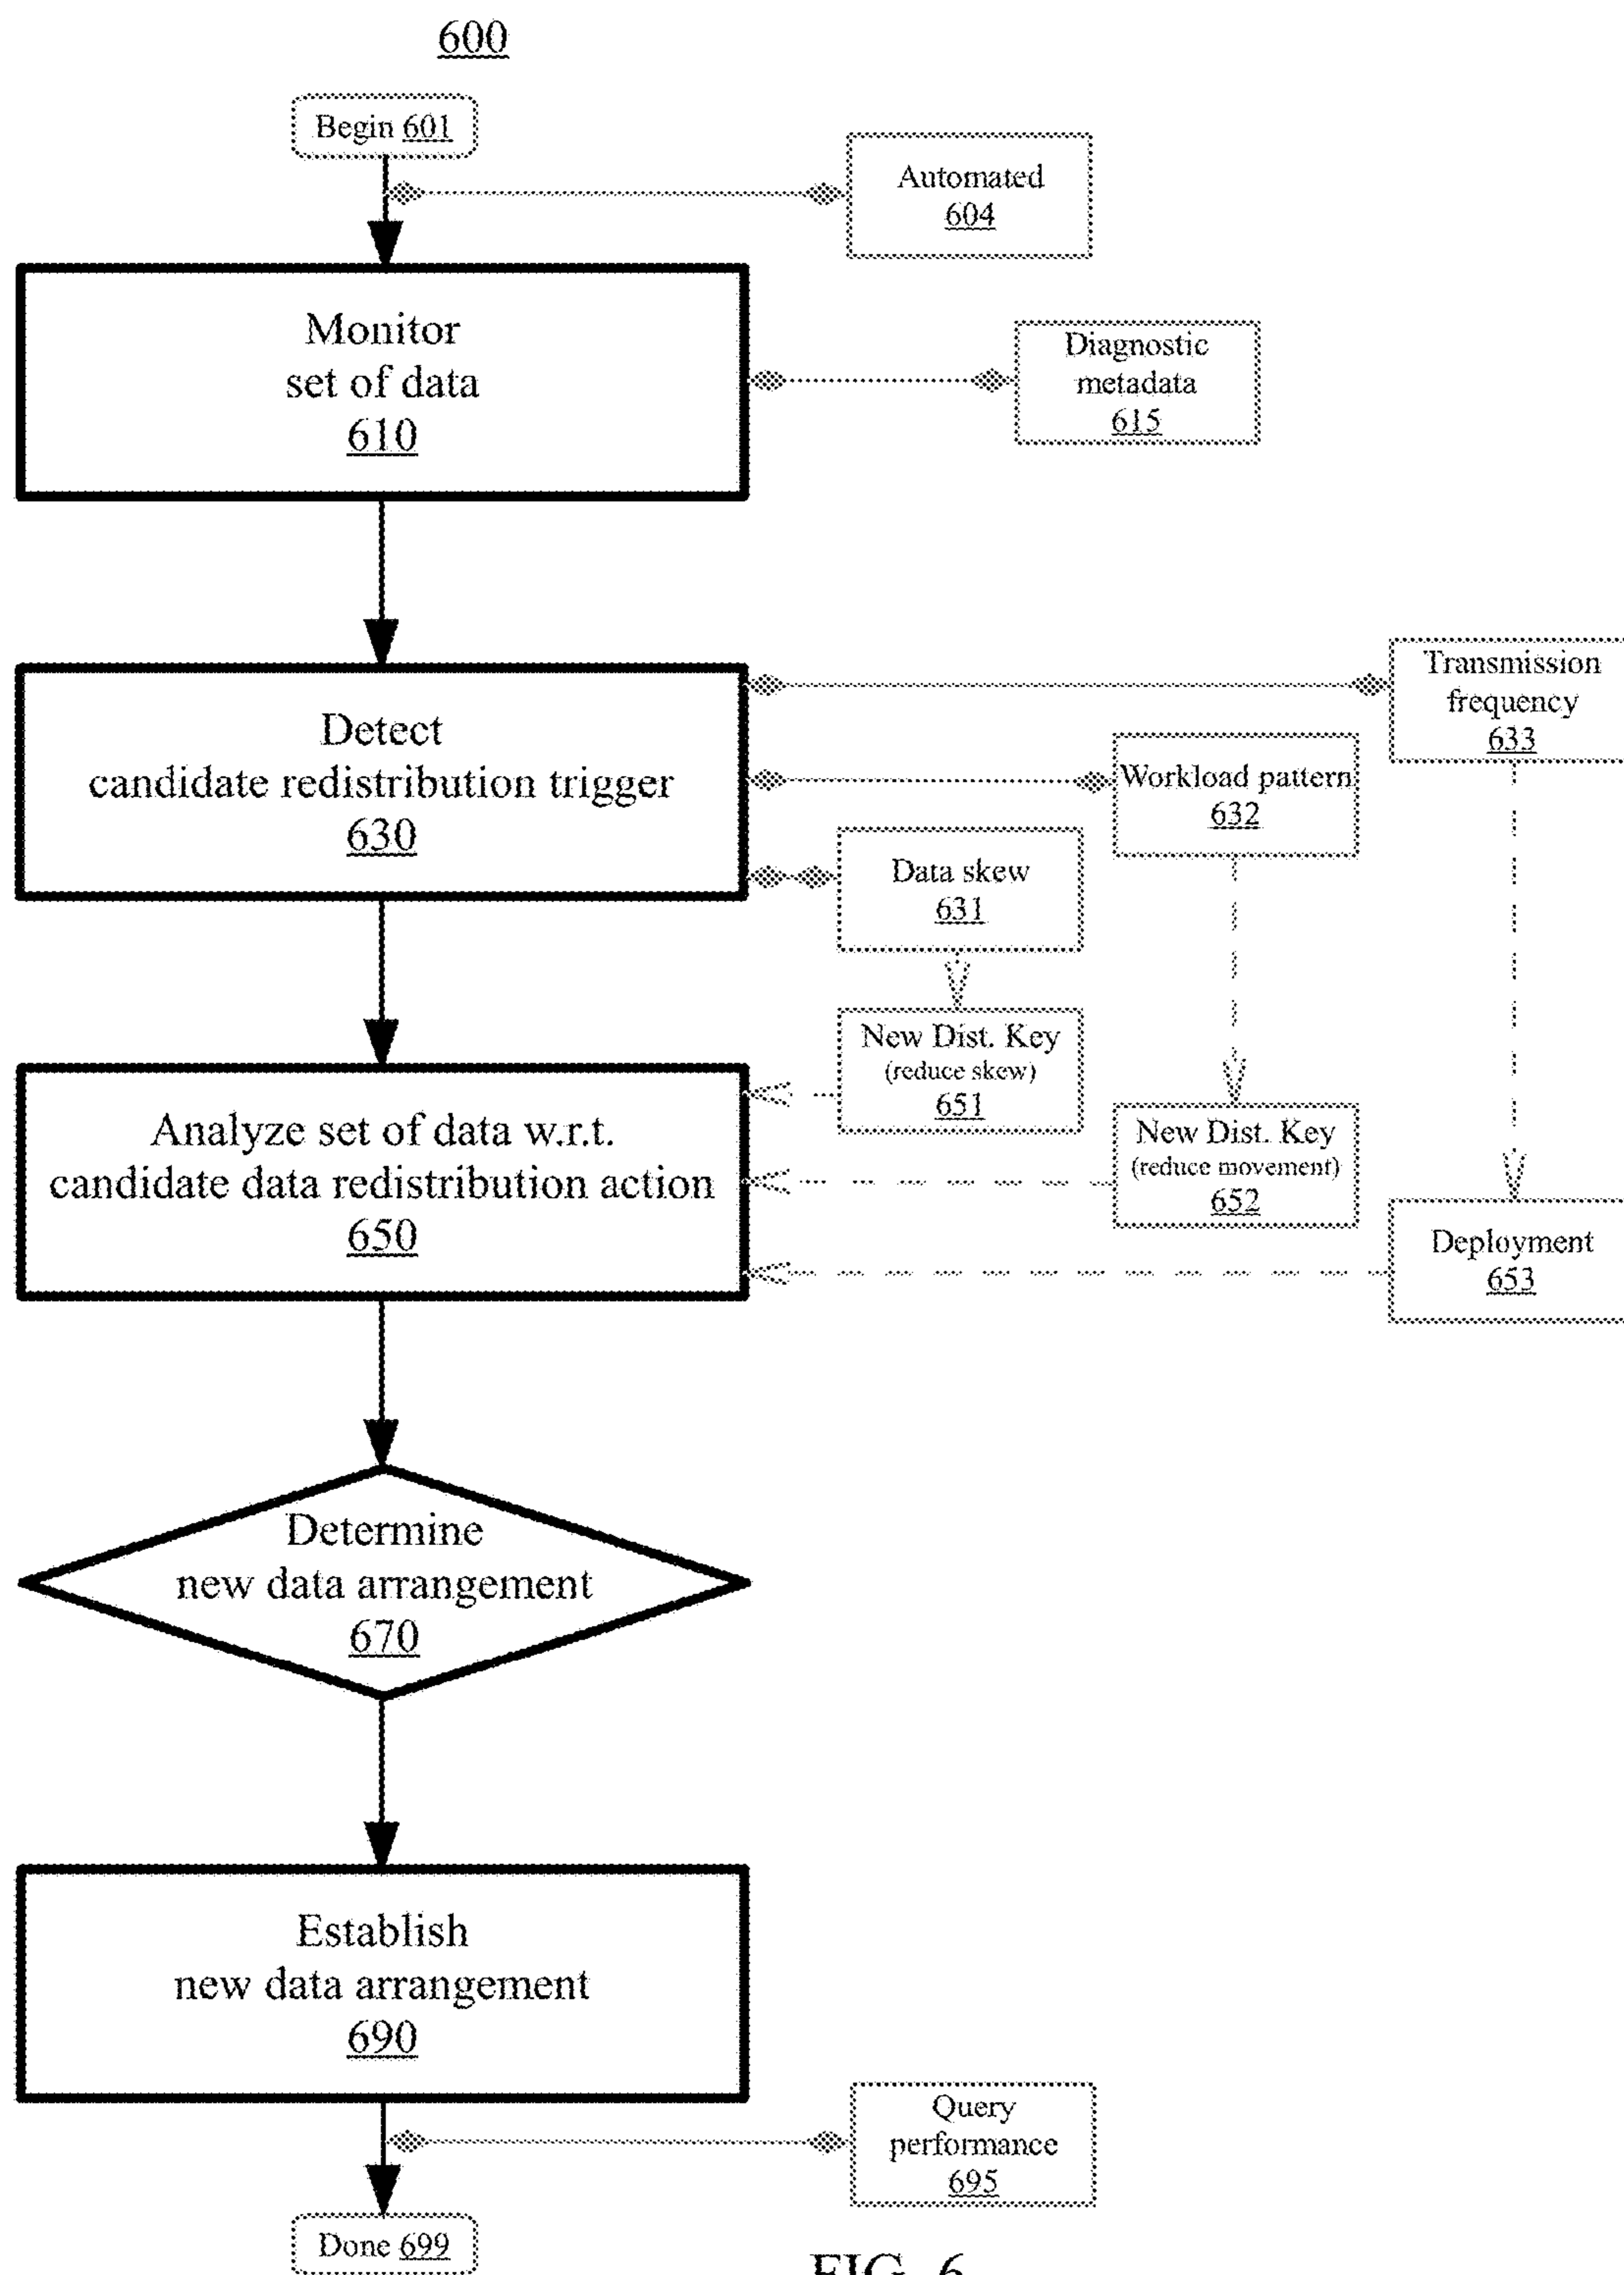 600
Begin 601
Automated
604
Monitor
set of data
610
Diagnostic
metadata
615
Detect
candidate redistribution trigger
630
Transmission
frequency
633
Workload pattern
632
Data skew
631
New Dist. Key
(reduce skew)
651
New Dist. Key
(reduce movement)
652
Deployment
653
Analyze set of data w.r.t.
candidate data redistribution action
650
Determine
new data arrangement
670
Establish
new data arrangement
690
Query
performance
695
Done 699
FIG. 6